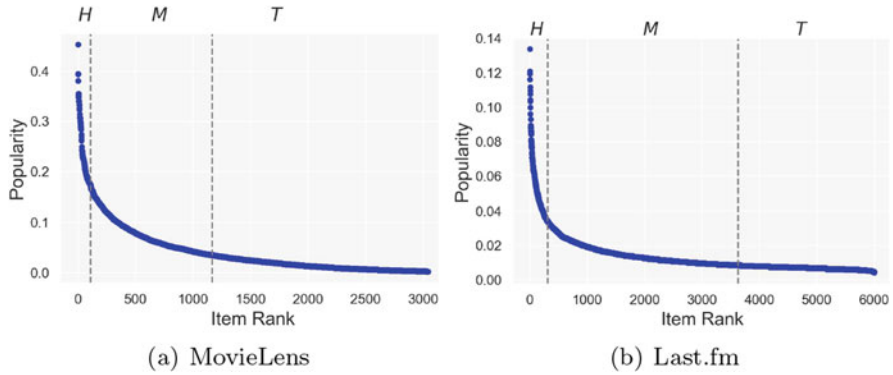 H M T
0.4
0.3
0.2
0.1
0.0
Popularity
0 500 1000 1500 2000 2500 3000
Item Rank
(a) MovieLens
H M T
0.14
0.12
0.10
0.08
0.06
0.04
0.02
0.00
Popularity
0 1000 2000 3000 4000 5000 6000
Item Rank
(b) Last.fm